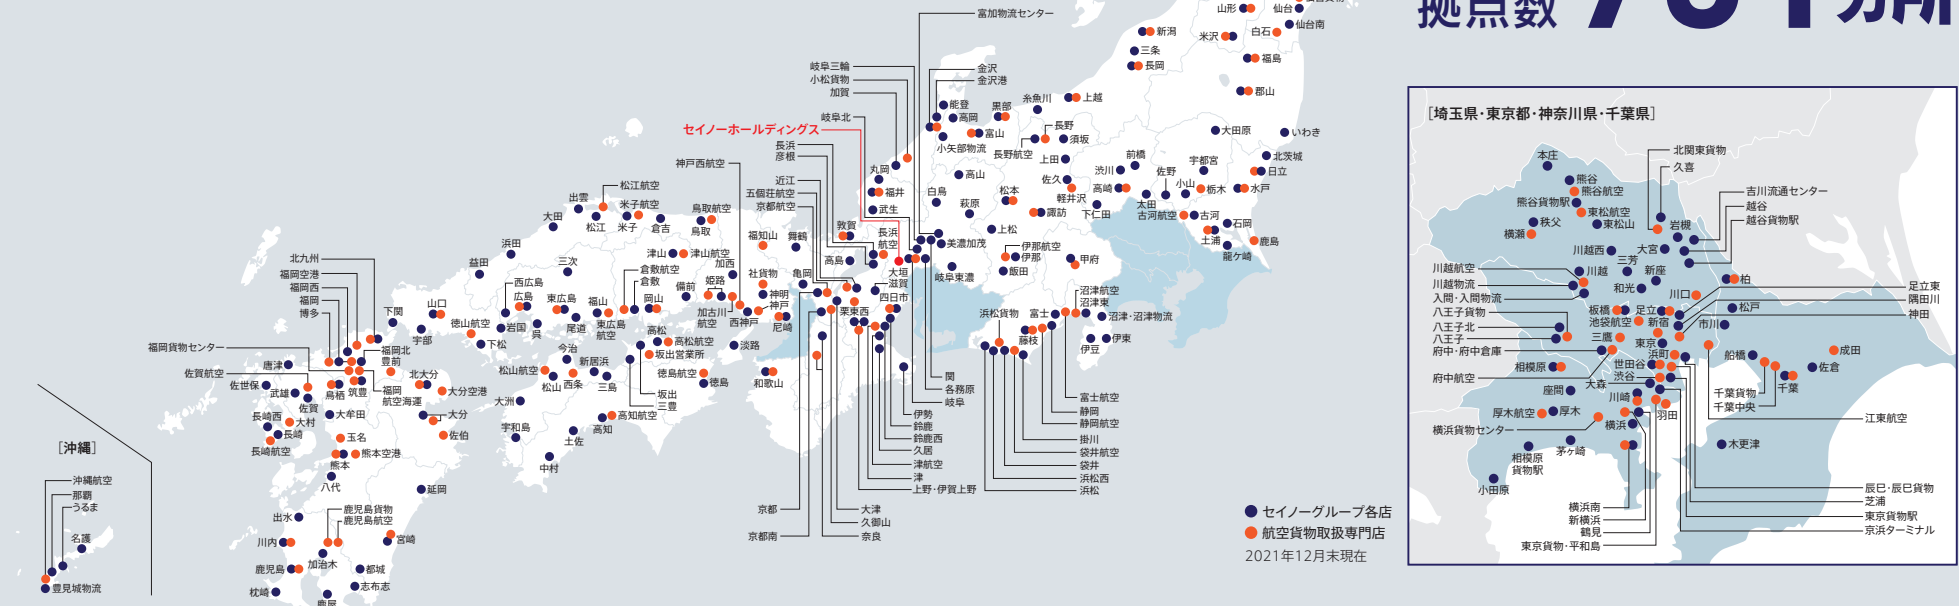 拠点数
富加物流センター
山形
仙台
仙台南
新潟
米沢
白石
三条
長岡
福島
郡山
岐阜三輪
小松貨物
加賀
岐阜北
金沢
金沢港
能登
高岡
小矢部物流
富山
黒部
糸魚川
上越
長野
長野航空
須坂
上田
佐久
軽井沢
大田原
いわき
北茨城
日立
水戸
宇都宮
前橋
渋川
高崎
下仁田
太田
佐野
小山
栃木
古河航空
古河
石岡
土浦
龍ケ崎
鹿島
セイノーホールディングス
長浜
彦根
近江
五個荘航空
京都航空
神戸西航空
丸岡
福井
武生
敦賀
白鳥
高山
萩原
上松
松本
諏訪
伊那航空
伊那
飯田
甲府
美濃加茂
岐阜東濃
長浜
航空
大垣
滋賀
四日市
高島
栗東西
松江航空
出雲
松江
米子航空
米子
倉吉
鳥取航空
鳥取
大田
浜田
益田
三次
津山
津山航空
福知山
舞鶴
亀岡
加西
社貨物
姫路
神明
神戸
尼崎
西神戸
加古川
航空
備前
岡山
倉敷航空
倉敷
福山
東広島
航空
尾道
東広島
呉
広島
西広島
岩国
徳山航空
下松
山口
宇部
下関
北九州
福岡空港
福岡西
福岡
博多
福岡貨物センター
佐賀航空
唐津
佐世保
武雄
佐賀
長崎西
大村
長崎
長崎航空
鳥栖
筑豊
福岡北
豊前
福岡
航空海運
北大分
大分空港
大分
佐伯
大牟田
玉名
熊本
熊本空港
八代
延岡
出水
鹿児島貨物
鹿児島航空
川内
加治木
宮崎
鹿児島
都城
志布志
枕崎
鹿屋
高松
高松航空
坂出営業所
徳島航空
徳島
坂出
三豊
今治
新居浜
松山航空
松山
西条
三島
大洲
宇和島
高知航空
高知
土佐
中村
淡路
和歌山
京都
京都南
大津
久御山
奈良
関
各務原
岐阜
伊勢
鈴鹿
鈴鹿西
久居
津航空
津
上野・伊賀上野
浜松貨物
藤枝
富士
沼津航空
沼津東
沼津・沼津物流
伊東
伊豆
富士航空
静岡
静岡航空
掛川
袋井航空
袋井
浜松西
浜松
[沖縄]
沖縄航空
那覇
うるま
名護
豊見城物流
セイノーグループ各店
航空貨物取扱専門店
2021年12月末現在
[埼玉県・東京都・神奈川県・千葉県]
本庄
熊谷
熊谷航空
熊谷貨物駅
東松航空
東松山
秩父
横瀬
北関東貨物
久喜
吉川流通センター
越谷
越谷貨物駅
岩槻
大宮
川越西
三芳
川越
新座
和光
川越航空
川越物流
入間・入間物流
八王子貨物
八王子北
八王子
府中・府中倉庫
府中航空
川口
柏
松戸
板橋
足立
池袋航空
新宿
市川
三鷹
東京
浜町
世田谷
渋谷
船橋
足立東
隅田川
神田
成田
佐倉
千葉
千葉貨物
千葉中央
江東航空
相模原
座間
大森
川崎
羽田
厚木航空
厚木
横浜
横浜貨物センター
茅ヶ崎
相模原
貨物駅
小田原
木更津
横浜南
新横浜
鶴見
東京貨物・平和島
辰巳・辰巳貨物
芝浦
東京貨物駅
京浜ターミナル